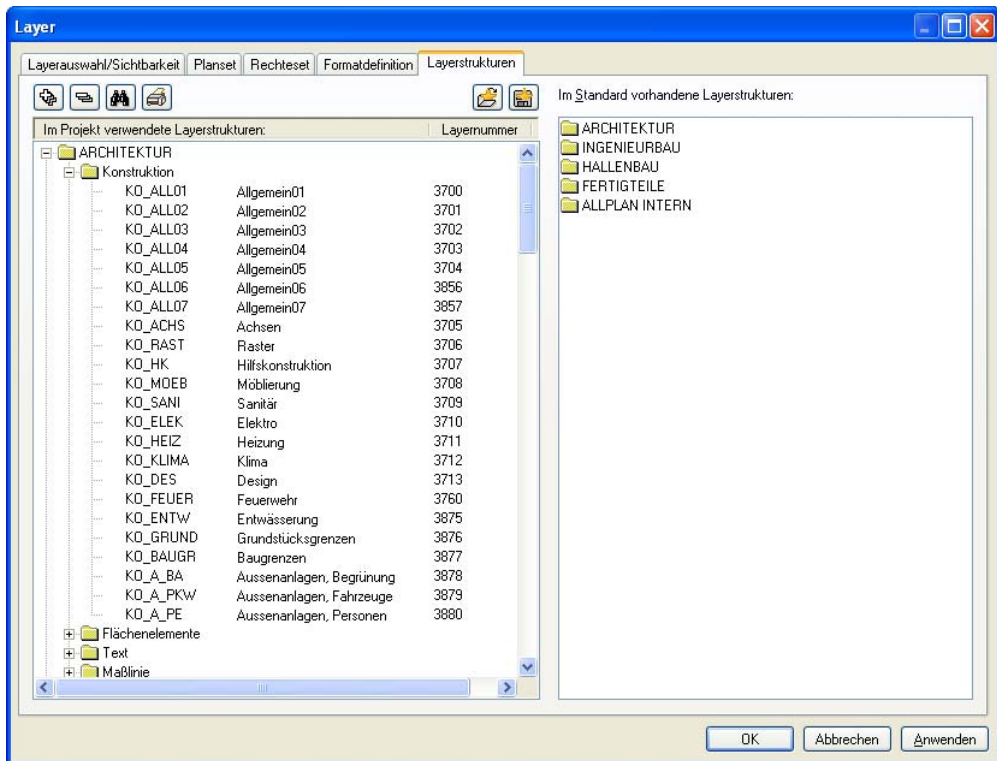 Layer
Layerauswahl/Sichtbarkeit Planset Rechteset Formatdefinition Layerstrukturen
Im Standard vorhandene Layerstrukturen:
Im Projekt verwendete Layerstrukturen: Layernummer
ARCHITEKTUR
Konstruktion
KO_ALL01 Allgemein01 3700
KO_ALL02 Allgemein02 3701
KO_ALL03 Allgemein03 3702
KO_ALL04 Allgemein04 3703
KO_ALL05 Allgemein05 3704
KO_ALL06 Allgemein06 3856
KO_ALL07 Allgemein07 3857
KO_ACHS Achsen 3705
KO_RAST Raster 3706
KO_HK Hilfskonstruktion 3707
KO_MOEB Möblierung 3708
KO_SANI Sanitär 3709
KO_ELEK Elektro 3710
KO_HEIZ Heizung 3711
KO_KLIMA Klima 3712
KO_DES Design 3713
KO_FEUER Feuerwehr 3760
KO_ENTW Entwässerung 3875
KO_GRUND Grundstücksgrenzen 3876
KO_BAUGR Baugrenzen 3877
KO_A_BA Aussenanlagen, Begrünung 3878
KO_A_PKW Aussenanlagen, Fahrzeuge 3879
KO_A_PE Aussenanlagen, Personen 3880
Flächenelemente
Text
Maßlinie
ARCHITEKTUR
INGENIEURBAU
HALLENBAU
FERTIGTEILE
ALLPLAN INTERN
OK Abbrechen Anwenden